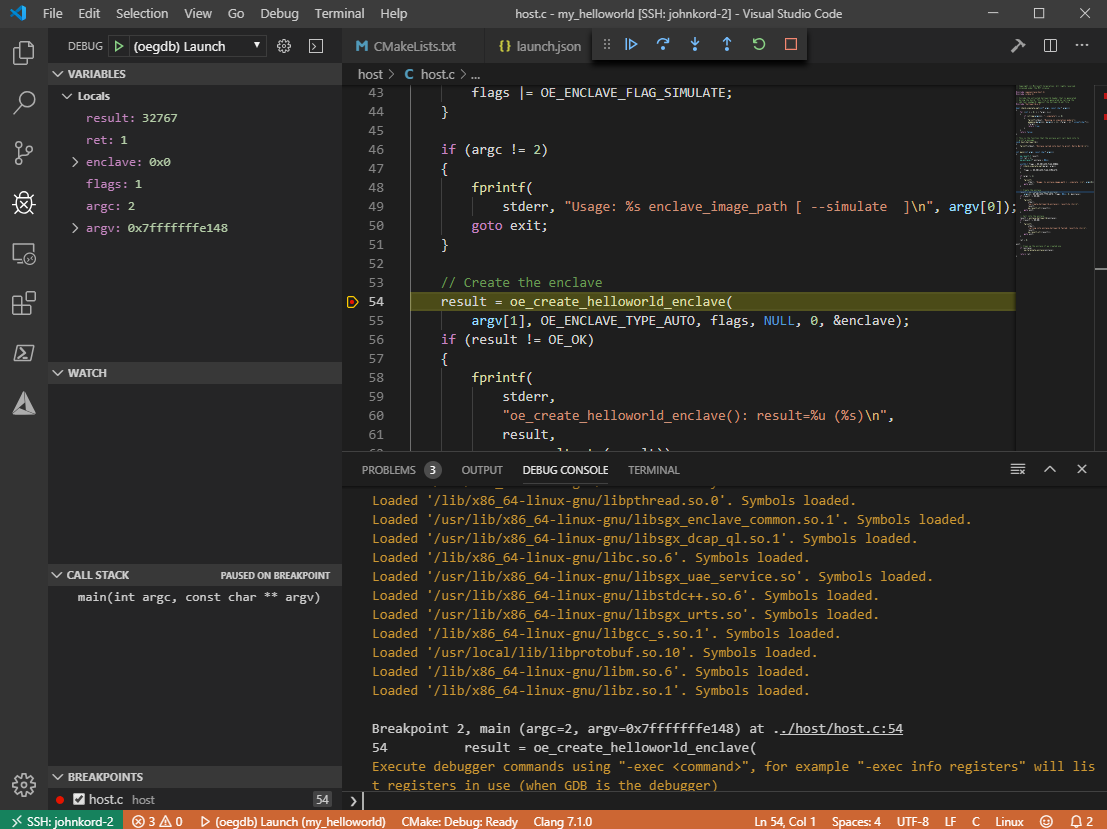 File Edit Selection View Go Debug Terminal Help host.c - my_helloworld [SSH: johnkord-2] - Visual Studio Code
DEBUG (oegdb) Launch
CMakeLists.txt {} launch.json
VARIABLES
Locals
result: 32767
ret: 1
enclave: 0x0
flags: 1
argc: 2
argv: 0x7fffffffe148
WATCH
CALL STACK PAUSED ON BREAKPOINT
main(int argc, const char ** argv)
BREAKPOINTS
host.c host 54
host > C host.c > ...
43 flags |= OE_ENCLAVE_FLAG_SIMULATE;
44 }
45
46 if (argc != 2)
47 {
48 fprintf(
49 stderr, "Usage: %s enclave_image_path [ --simulate  ]\n", argv[0]);
50 goto exit;
51 }
52
53 // Create the enclave
54 result = oe_create_helloworld_enclave(
55 argv[1], OE_ENCLAVE_TYPE_AUTO, flags, NULL, 0, &enclave);
56 if (result != OE_OK)
57 {
58 fprintf(
59 stderr,
60 "oe_create_helloworld_enclave(): result=%u (%s)\n",
61 result,
PROBLEMS 3 OUTPUT DEBUG CONSOLE TERMINAL
Loaded '/lib/x86_64-linux-gnu/libpthread.so.0'. Symbols loaded.
Loaded '/usr/lib/x86_64-linux-gnu/libsgx_enclave_common.so.1'. Symbols loaded.
Loaded '/usr/lib/x86_64-linux-gnu/libsgx_dcap_ql.so.1'. Symbols loaded.
Loaded '/lib/x86_64-linux-gnu/libc.so.6'. Symbols loaded.
Loaded '/usr/lib/x86_64-linux-gnu/libsgx_uae_service.so'. Symbols loaded.
Loaded '/usr/lib/x86_64-linux-gnu/libstdc++.so.6'. Symbols loaded.
Loaded '/usr/lib/x86_64-linux-gnu/libsgx_urts.so'. Symbols loaded.
Loaded '/lib/x86_64-linux-gnu/libgcc_s.so.1'. Symbols loaded.
Loaded '/usr/local/lib/libprotobuf.so.10'. Symbols loaded.
Loaded '/lib/x86_64-linux-gnu/libm.so.6'. Symbols loaded.
Loaded '/lib/x86_64-linux-gnu/libz.so.1'. Symbols loaded.
Breakpoint 2, main (argc=2, argv=0x7fffffffe148) at ../host/host.c:54
54 result = oe_create_helloworld_enclave(
Execute debugger commands using "-exec <command>", for example "-exec info registers" will lis
t registers in use (when GDB is the debugger)
SSH: johnkord-2 3 0 (oegdb) Launch (my_helloworld) CMake: Debug: Ready Clang 7.1.0 Ln 54, Col 1 Spaces: 4 UTF-8 LF C Linux 2